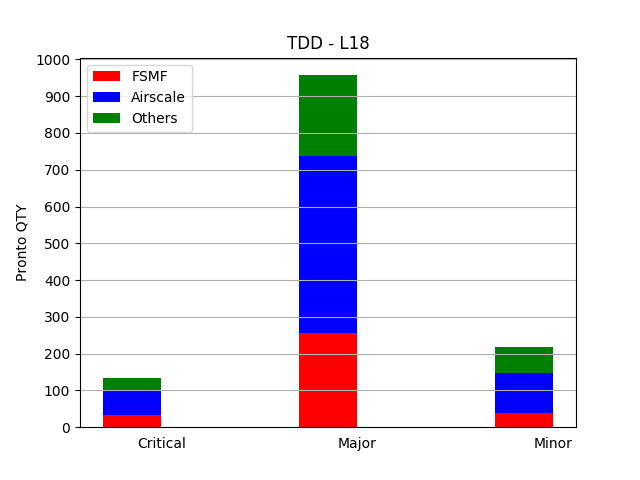 TDD - L18
FSMF
Airscale
Others
Pronto QTY
1000
900
800
700
600
500
400
300
200
100
0
Critical
Major
Minor